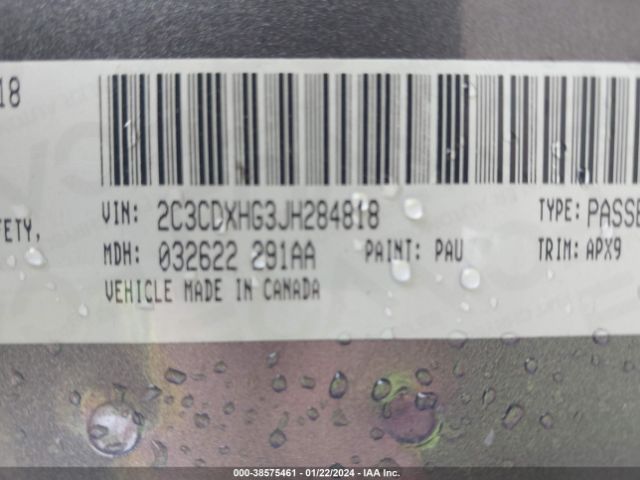 18
VIN: 2C3CDXHG3JH284818 TYPE: PASSE
FETY,
MDH: 032622 291AA PAINT: PAU TRIM: APX9
VEHICLE MADE IN CANADA
000-38575461 - 01/22/2024 - IAA Inc.